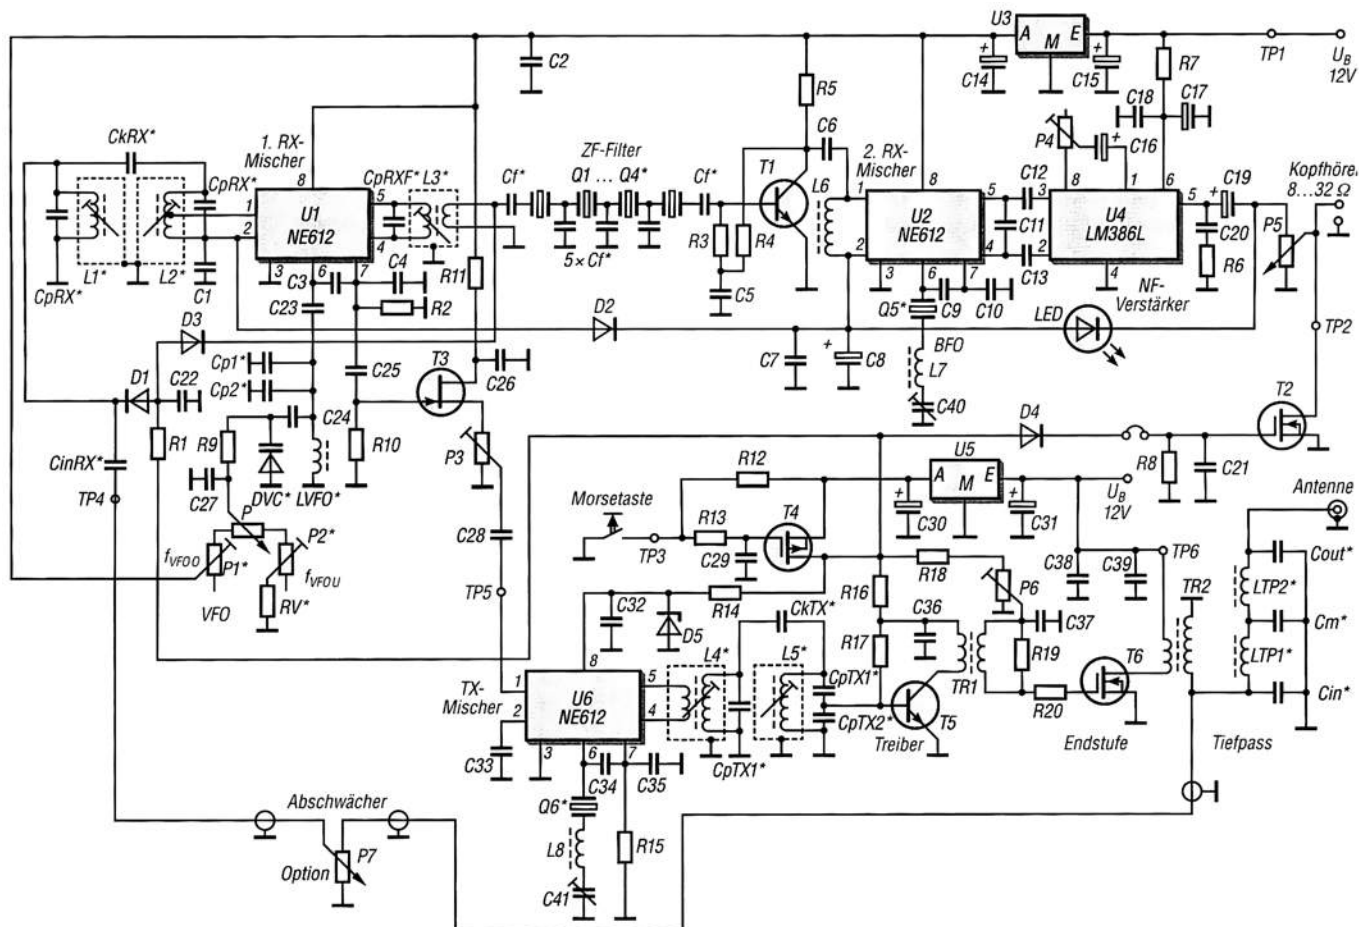 U3
A M E
C2
C14 +
+ C15
R7
TP1
U_B
12V
R5
C6
C18
C17
P4
+ C16
CkRX*
1. RX-
Mischer
8
CpRX*
CpRXF*
L3*
Cf*
ZF-Filter
Q1 ... Q4*
Cf*
T1
L6
2. RX-
Mischer
8
C12
8 1 6
C19 +
Kopfhöre
8...32 Ω
1
2
U1
NE612
5
4
3 6 7
1
2
U2
NE612
5
4
3 6 7
C11
3
2
U4
LM386L
5
4
C20
P5
R3
R4
R6
5 x Cf*
C13
NF-
Verstärker
CpRX*
L1*
L2*
C1
C3
C4
R11
C5
C9
C10
C23
R2
Q5*
LED
TP2
D3
D2
C7
+ C8
BFO
L7
Cp1*
Cp2*
C25
T3
C26
C40
T2
D1
C22
C24
D4
R1
R9
R10
P3
R8
C21
CinRX*
TP4
C27
DVC*
LVFO*
R12
U5
A M E
U_B
12V
Antenne
Morsetaste
TP3
R13
T4
C29
+ C30
+ C31
P
P2*
f_VFOO
P1*
f_VFOU
VFO
RV*
C28
TP5
R18
C38
C39
TP6
Cout*
LTP2*
P6
TR2
R14
R16
C32
D5
CkTX*
C36
C37
Cm*
R17
LTP1*
TX-
Mischer
8
L4*
L5*
CpTX1*
TR1
R19
T6
1
2
U6
NE612
5
4
3 6 7
CpTX2*
T5
R20
Cin*
Treiber
Endstufe
Tiefpass
C33
CpTX1*
C34
C35
Abschwächer
Q6*
L8
R15
P7
Option
C41